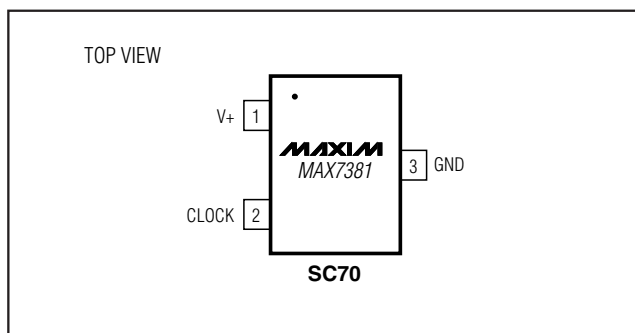 TOP VIEW
V+ 1
MAXIM
MAX7381
3 GND
CLOCK 2
SC70